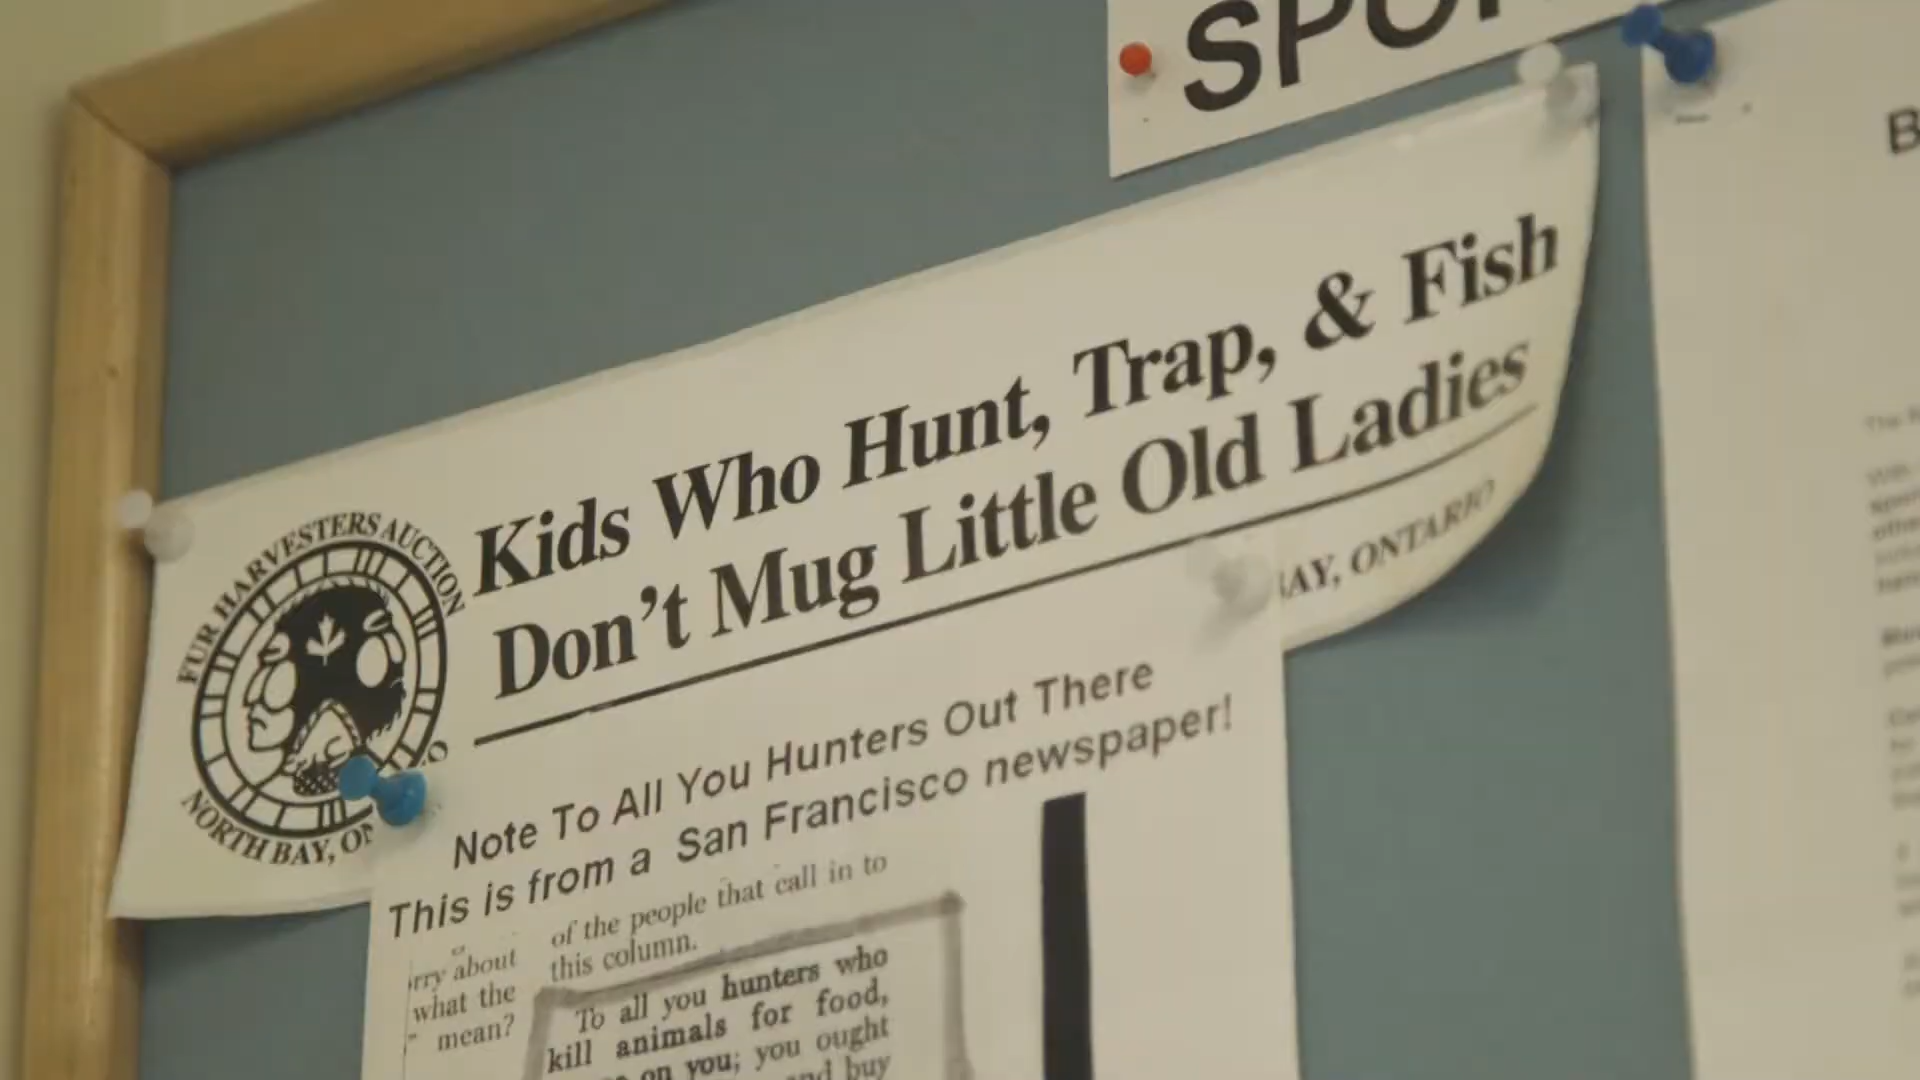 SPO
B
Kids Who Hunt, Trap, & Fish
Don't Mug Little Old Ladies
FUR HARVESTERS AUCTION
NORTH BAY, ON
BAY, ONTARIO
Note To All You Hunters Out There
This is from a San Francisco newspaper!
of the people that call in to
this column.
rry about
what the
mean?
To all you hunters who
kill animals for food,
on you; you ought
and buy